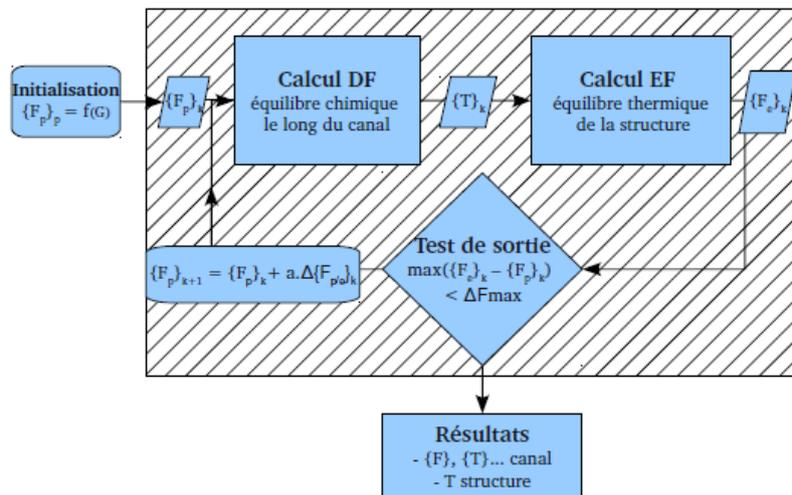 Initialisation
{Fₚ}ₚ = f(G)
{Fₚ}ₖ
Calcul DF
équilibre chimique
le long du canal
{T}ₖ
Calcul EF
équilibre thermique
de la structure
{Fₑ}ₖ
Test de sortie
max({Fₑ}ₖ – {Fₚ}ₖ)
< ΔFmax
{Fₚ}ₖ₊₁ = {Fₚ}ₖ + a.Δ{Fₚ/ₑ}ₖ
Résultats
- {F}, {T}... canal
- T structure